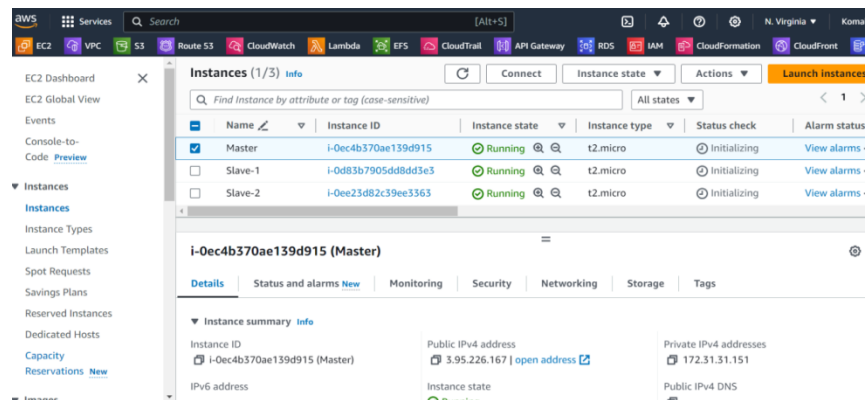 aws Services Search [Alt+S] N. Virginia ▼ Koma
EC2 VPC S3 Route 53 CloudWatch Lambda EFS CloudTrail API Gateway RDS IAM CloudFormation CloudFront
EC2 Dashboard
EC2 Global View
Events
Console-to-
Code Preview
▼ Instances
Instances
Instance Types
Launch Templates
Spot Requests
Savings Plans
Reserved Instances
Dedicated Hosts
Capacity
Reservations New
▼ Images
Instances (1/3) Info Connect Instance state ▼ Actions ▼ Launch instances
Find Instance by attribute or tag (case-sensitive) All states ▼ 1
Name Instance ID Instance state Instance type Status check Alarm status
Master i-0ec4b370ae139d915 Running t2.micro Initializing View alarms
Slave-1 i-0d83b7905dd8dd3e3 Running t2.micro Initializing View alarms
Slave-2 i-0ee23d82c39ee3363 Running t2.micro Initializing View alarms
i-0ec4b370ae139d915 (Master)
Details Status and alarms New Monitoring Security Networking Storage Tags
▼ Instance summary Info
Instance ID Public IPv4 address Private IPv4 addresses
i-0ec4b370ae139d915 (Master) 3.95.226.167 | open address 172.31.31.151
IPv6 address Instance state Public IPv4 DNS
Running